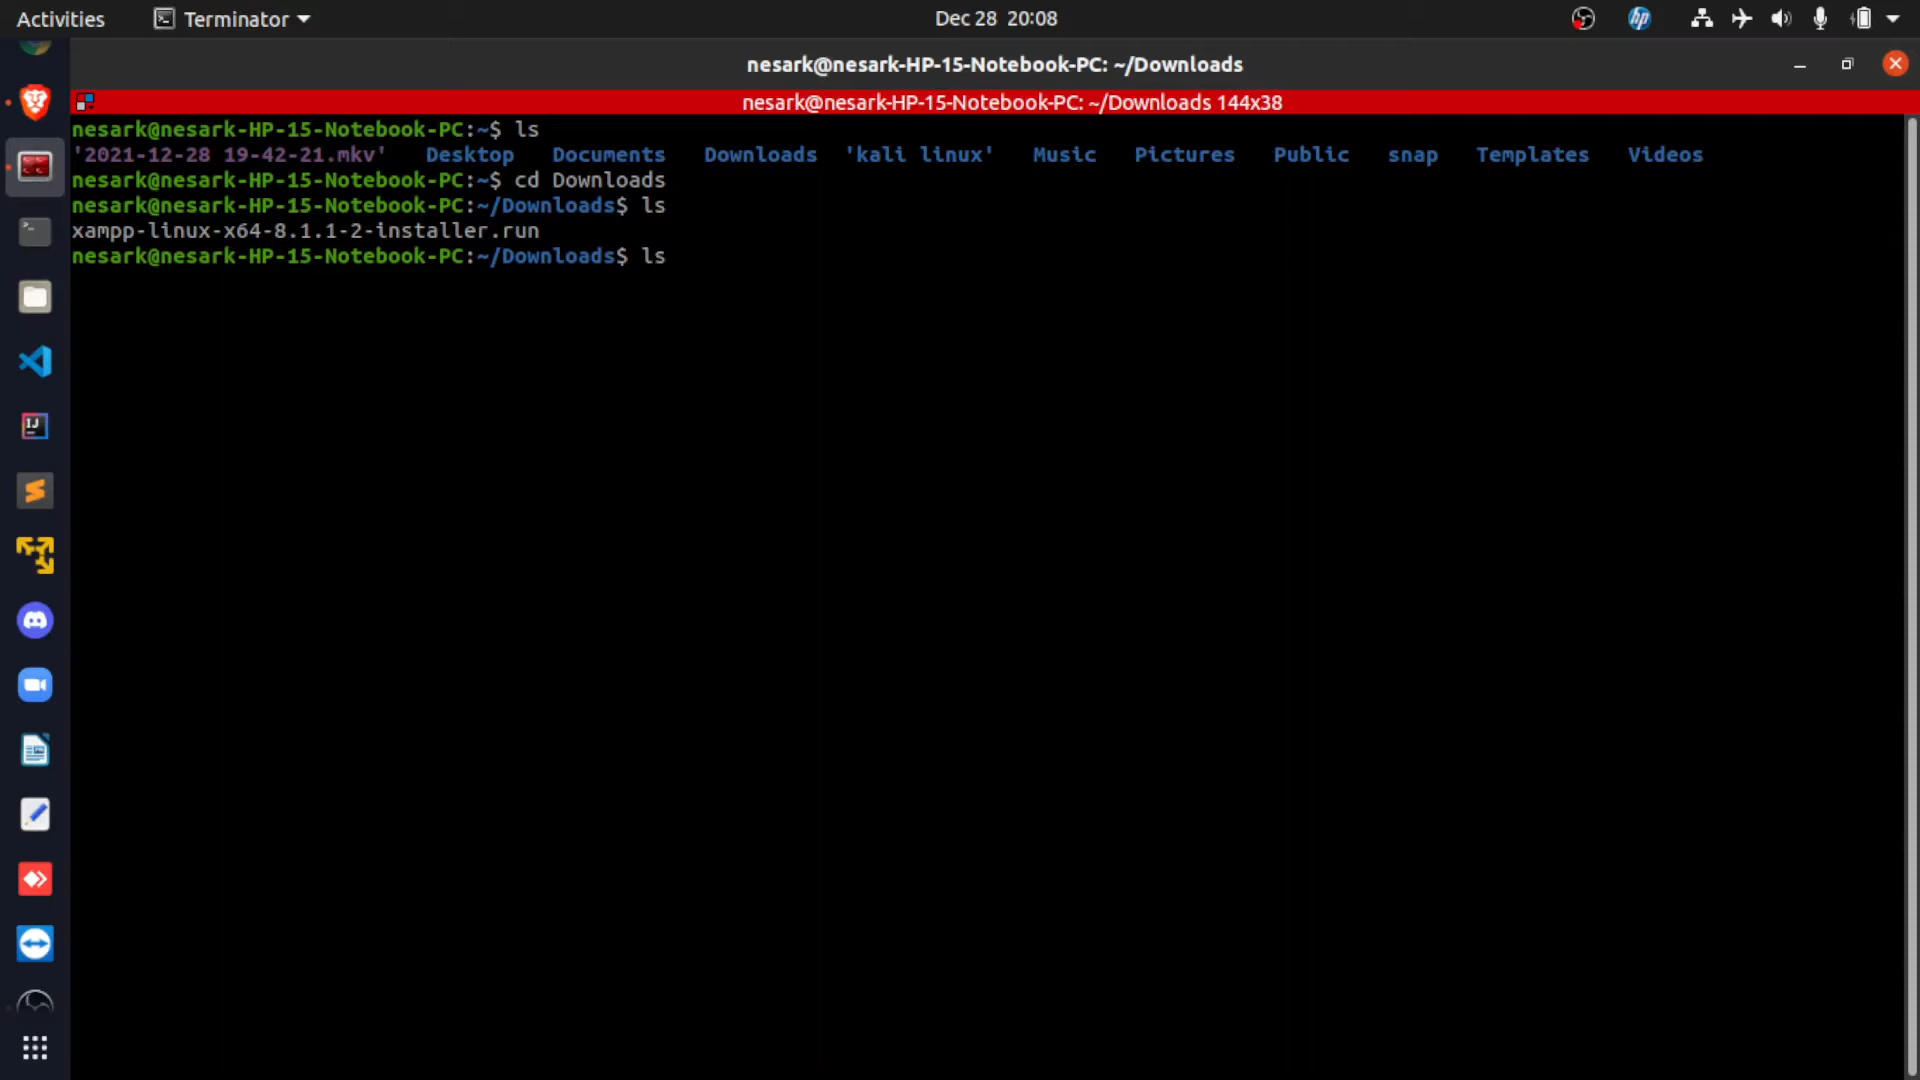 Activities Terminator Dec 28 20:08 hp
nesark@nesark-HP-15-Notebook-PC: ~/Downloads
nesark@nesark-HP-15-Notebook-PC: ~/Downloads 144x38
nesark@nesark-HP-15-Notebook-PC:~$ ls
'2021-12-28 19-42-21.mkv' Desktop Documents Downloads 'kali linux' Music Pictures Public snap Templates Videos
nesark@nesark-HP-15-Notebook-PC:~$ cd Downloads
nesark@nesark-HP-15-Notebook-PC:~/Downloads$ ls
xampp-linux-x64-8.1.1-2-installer.run
nesark@nesark-HP-15-Notebook-PC:~/Downloads$ ls
IJ